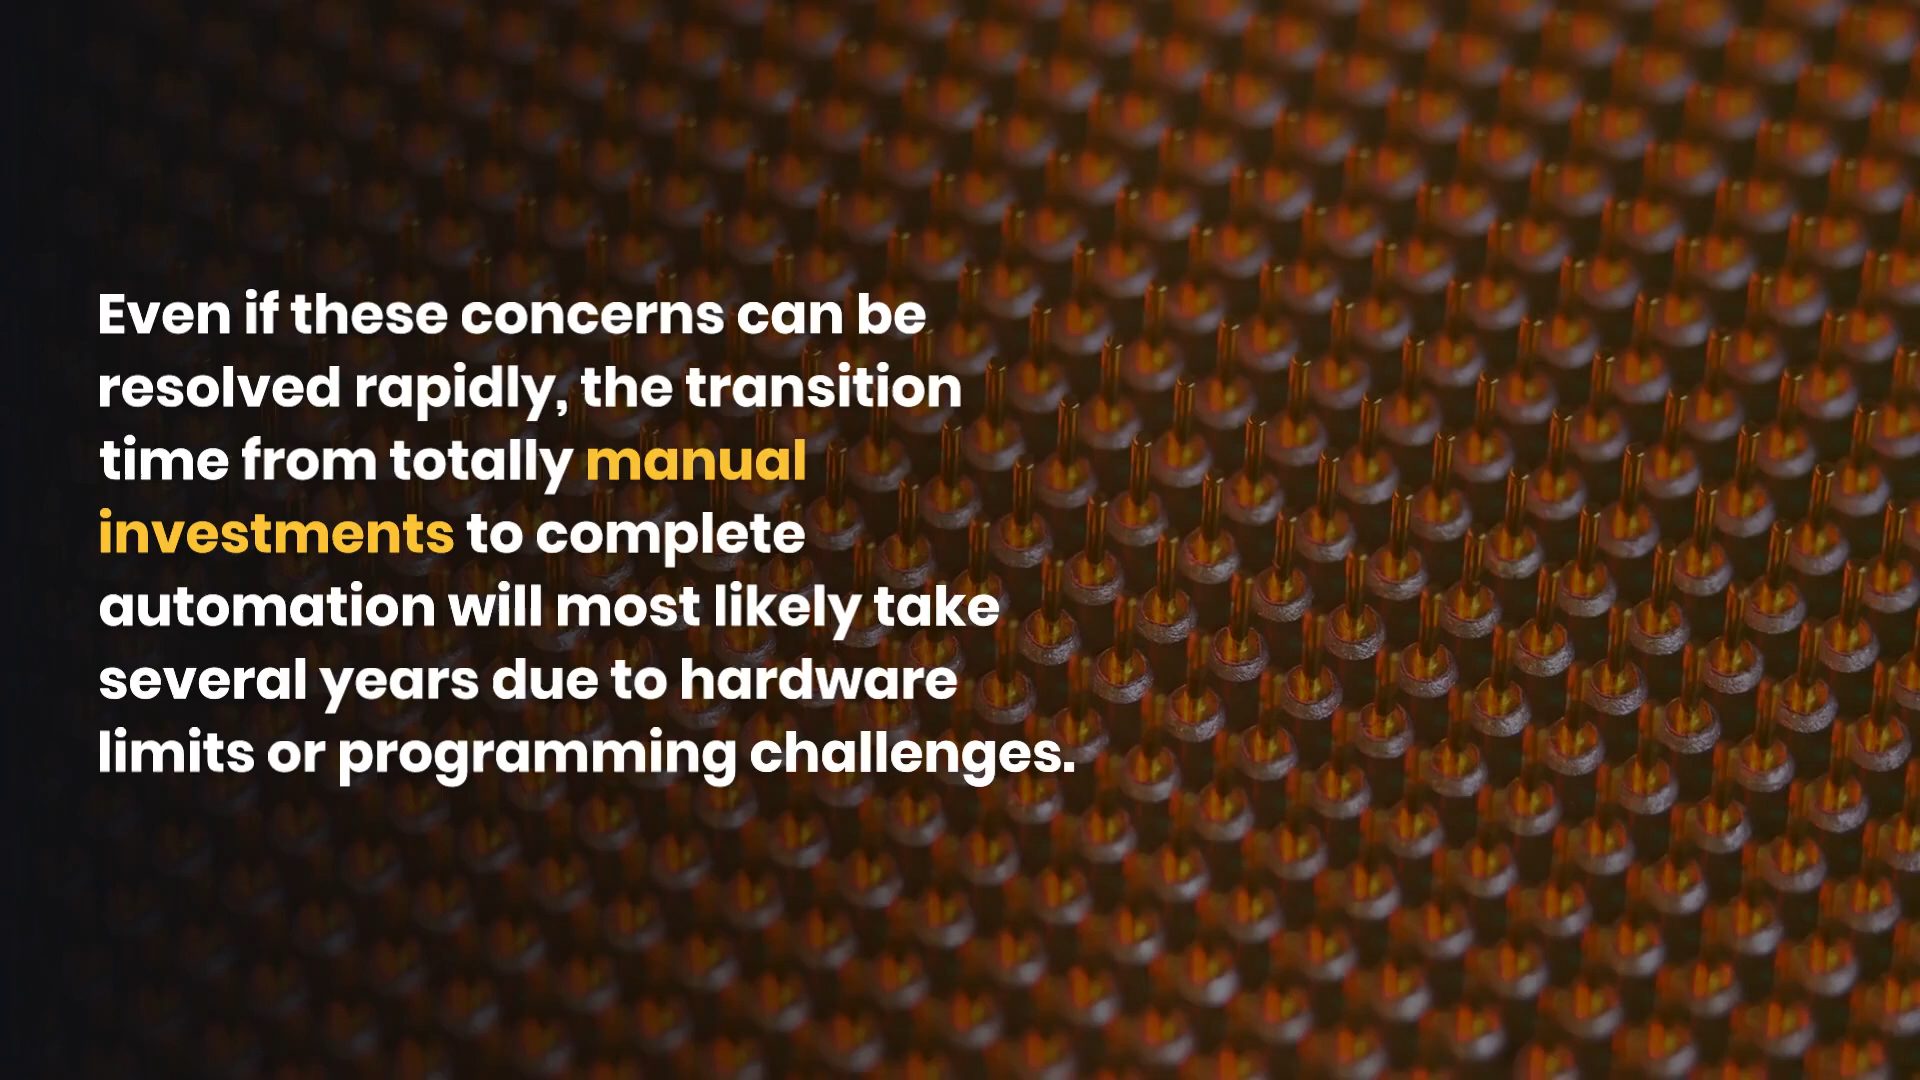 Even if these concerns can be
resolved rapidly, the transition
time from totally manual
investments to complete
automation will most likely take
several years due to hardware
limits or programming challenges.